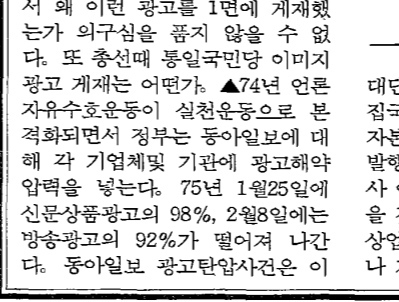 서 왜 이런 광고를 1면에 게재했
는가 의구심을 품지 않을 수 없
다. 또 총선때 통일국민당 이미지
광고 게재는 어떤가. ▲74년 언론
자유수호운동이 실천운동으로 본
격화되면서 정부는 동아일보에 대
해 각 기업체및 기관에 광고해약
압력을 넣는다. 75년 1월25일에
신문상품광고의 98%, 2월8일에는
방송광고의 92%가 떨어져 나간
다. 동아일보 광고탄압사건은 이
대단
집국
자본
발행
사
을
상업
나